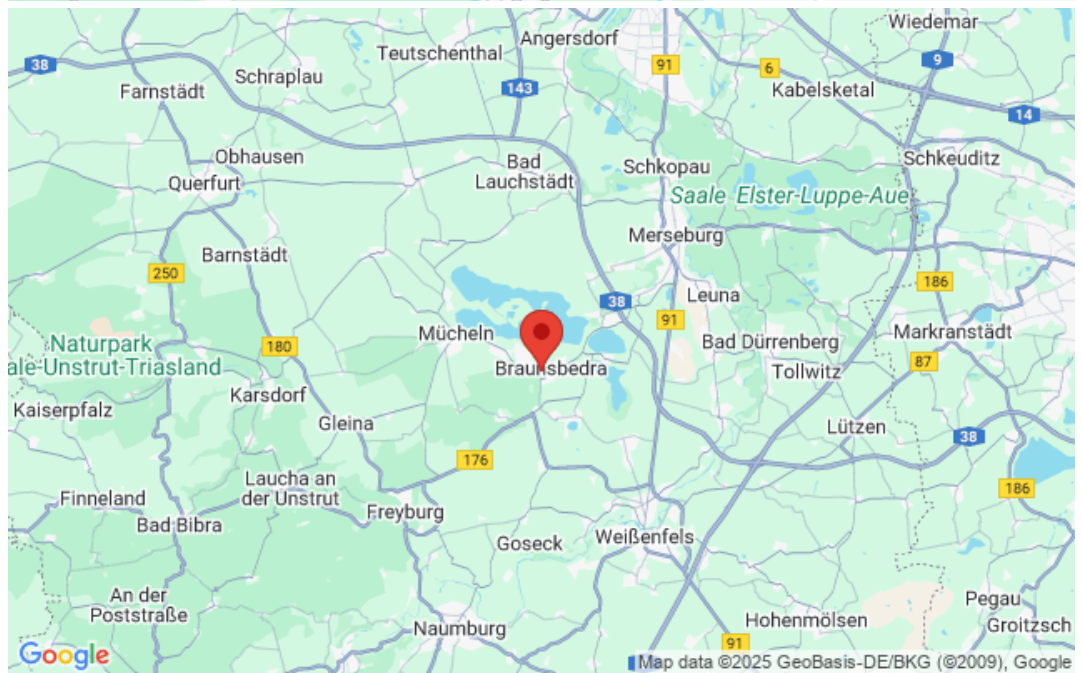 Wiedemar
Angersdorf
Teutschenthal
38
91
6
9
Schraplau
143
Kabelsketal
Farnstädt
14
Obhausen
Bad
Lauchstädt
Schkopau
Schkeuditz
Querfurt
Saale Elster-Luppe-Aue
Merseburg
Barnstädt
250
186
38
Leuna
91
Mücheln
Markranstädt
Naturpark
ale-Unstrut-Triasland
180
Bad Dürrenberg
87
Braunsbedra
Tollwitz
Karsdorf
Kaiserpfalz
Gleina
Lützen
38
176
Laucha an
der Unstrut
186
Finneland
Freyburg
Bad Bibra
Goseck
Weißenfels
An der
Poststraße
Pegau
Hohenmölsen
Groitzsch
Naumburg
91
Google
Map data ©2025 GeoBasis-DE/BKG (©2009), Google